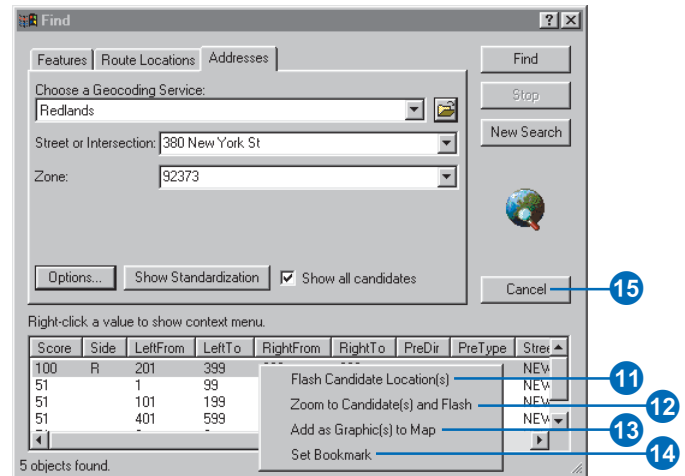 Find
Features Route Locations Addresses
Find
Choose a Geocoding Service:
Redlands
Stop
Street or Intersection: 380 New York St
New Search
Zone: 92373
Options... Show Standardization Show all candidates
Cancel 15
Right-click a value to show context menu.
Score Side LeftFrom LeftTo RightFrom RightTo PreDir PreType
100 R 201 399
51 1 99
51 101 199
51 401 599
Flash Candidate Location(s) 11
Zoom to Candidate(s) and Flash 12
Add as Graphic(s) to Map 13
Set Bookmark 14
5 objects found.